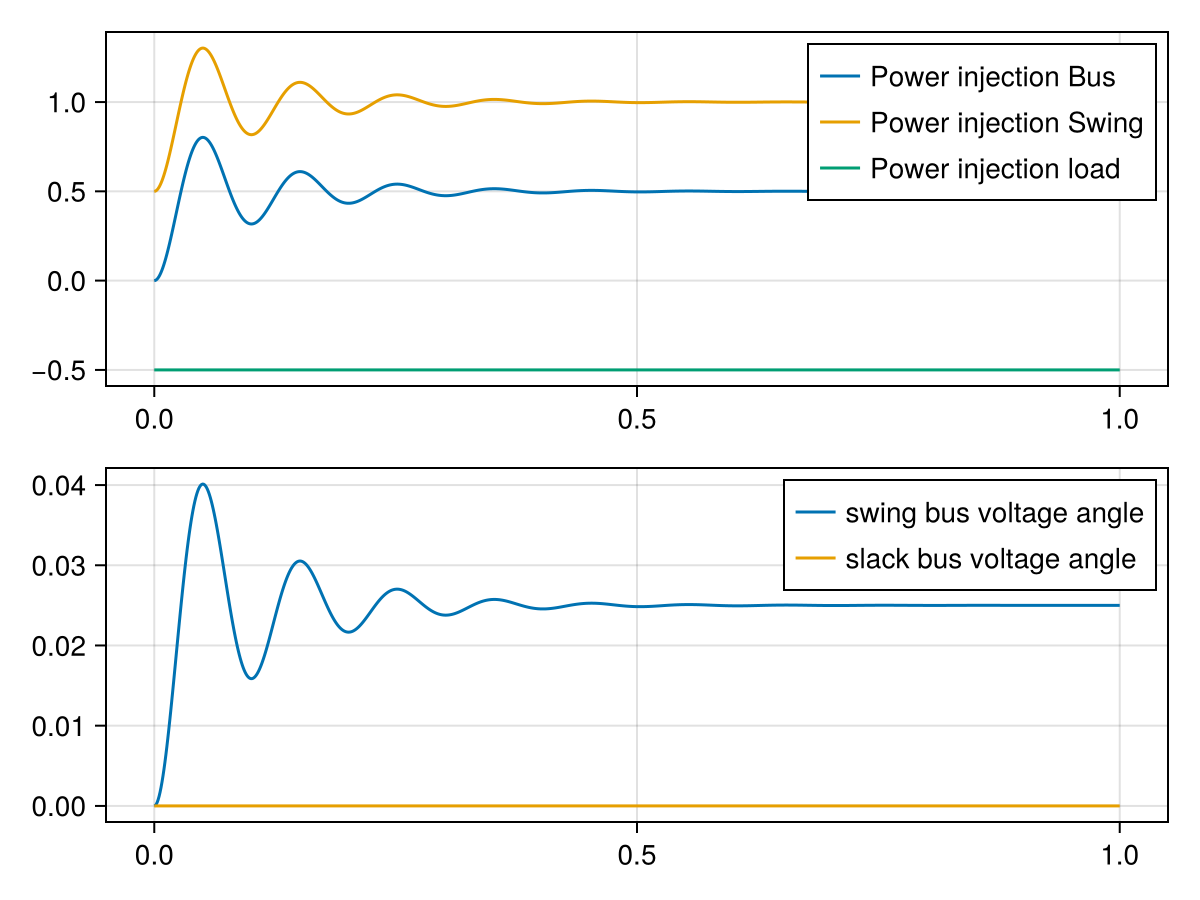 1.0
0.5
0.0
−0.5
Power injection Bus
Power injection Swing
Power injection load
0.0 0.5 1.0
0.04
0.03
0.02
0.01
0.00
swing bus voltage angle
slack bus voltage angle
0.0 0.5 1.0